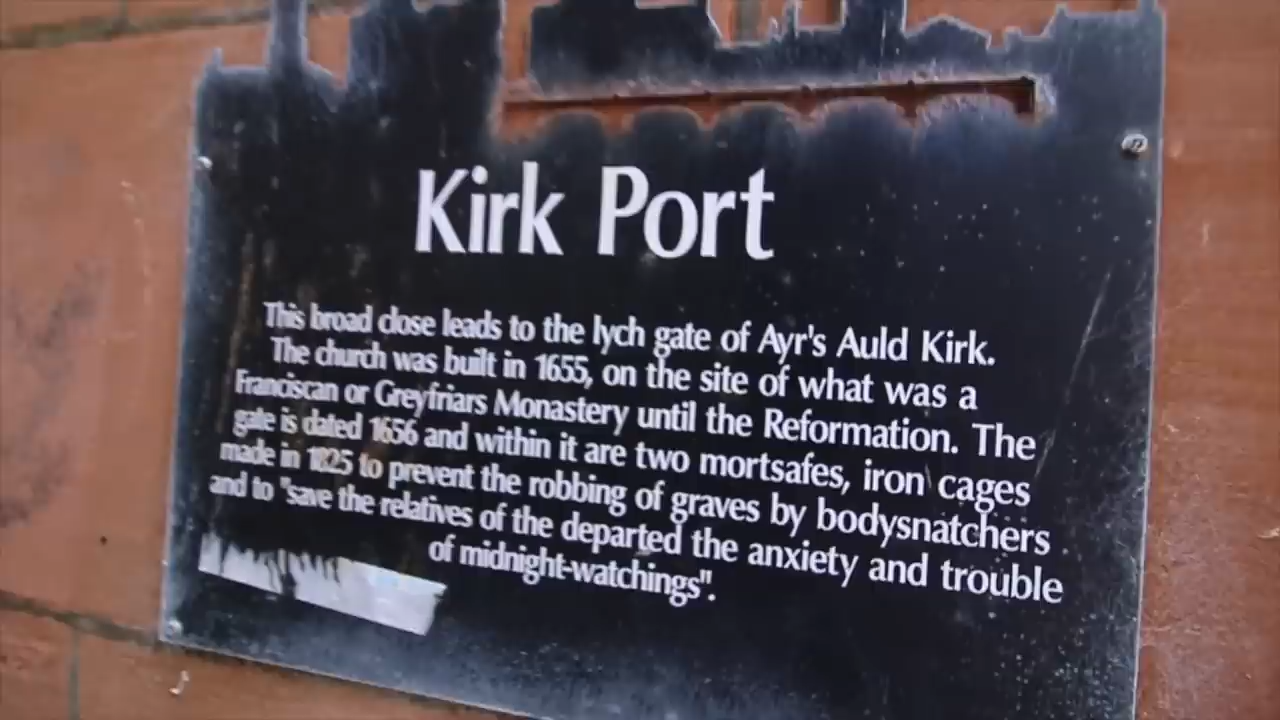 Kirk Port
This broad close leads to the lych gate of Ayr's Auld Kirk.
The church was built in 1655, on the site of what was a
Franciscan or Greyfriars Monastery until the Reformation. The
gate is dated 1656 and within it are two mortsafes, iron cages
made in 1825 to prevent the robbing of graves by bodysnatchers
and to "save the relatives of the departed the anxiety and trouble
of midnight-watchings".